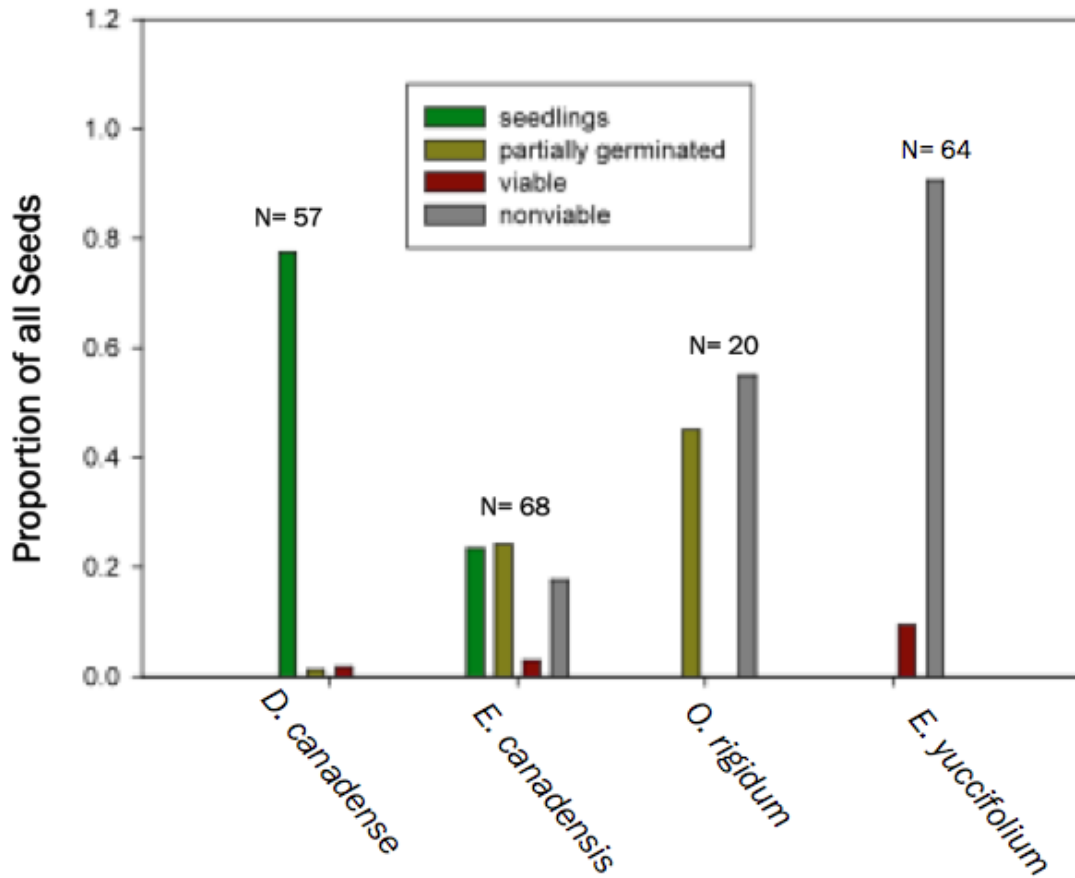 Proportion of all Seeds
1.2
1.0
0.8
0.6
0.4
0.2
0.0
seedlings
partially germinated
viable
nonviable
N= 57
N= 68
N= 20
N= 64
D. canadense
E. canadensis
O. rigidum
E. yuccifolium